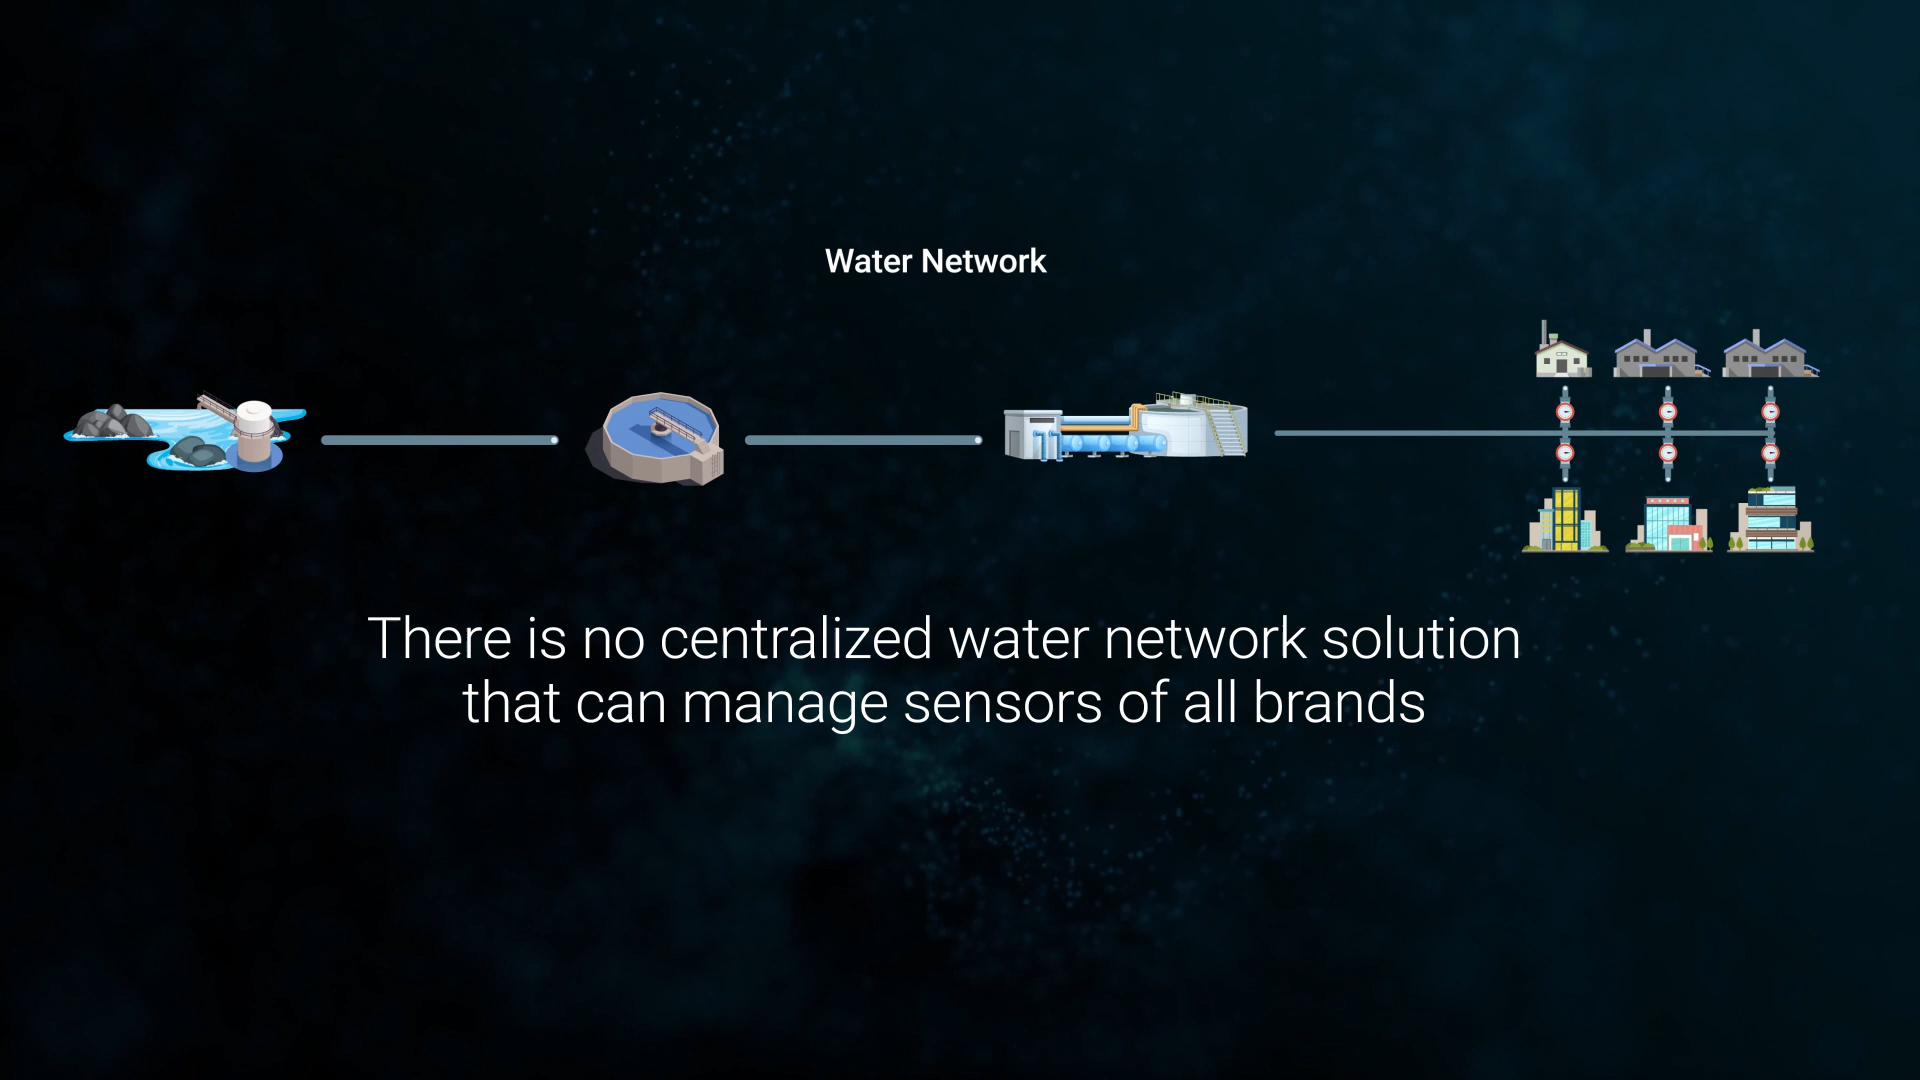 Water Network
There is no centralized water network solution
that can manage sensors of all brands